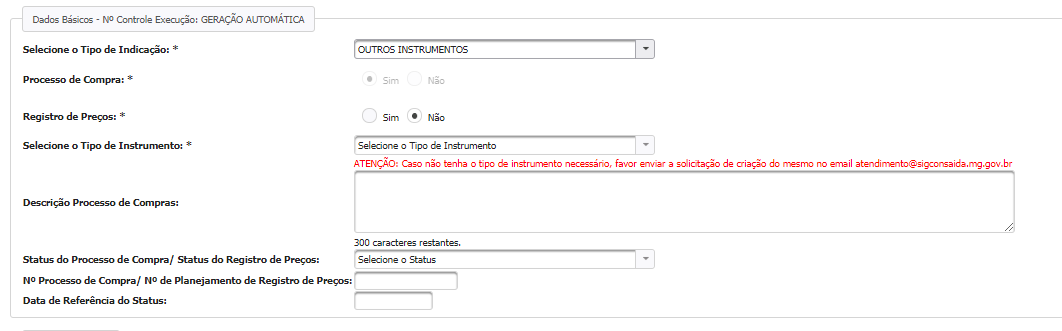 Dados Básicos - Nº Controle Execução: GERAÇÃO AUTOMÁTICA
Selecione o Tipo de Indicação: * OUTROS INSTRUMENTOS
Processo de Compra: * Sim Não
Registro de Preços: * Sim Não
Selecione o Tipo de Instrumento: * Selecione o Tipo de Instrumento
ATENÇÃO: Caso não tenha o tipo de instrumento necessário, favor enviar a solicitação de criação do mesmo no email atendimento@sigconsaida.mg.gov.br
Descrição Processo de Compras:
300 caracteres restantes.
Status do Processo de Compra/ Status do Registro de Preços: Selecione o Status
Nº Processo de Compra/ Nº de Planejamento de Registro de Preços:
Data de Referência do Status: